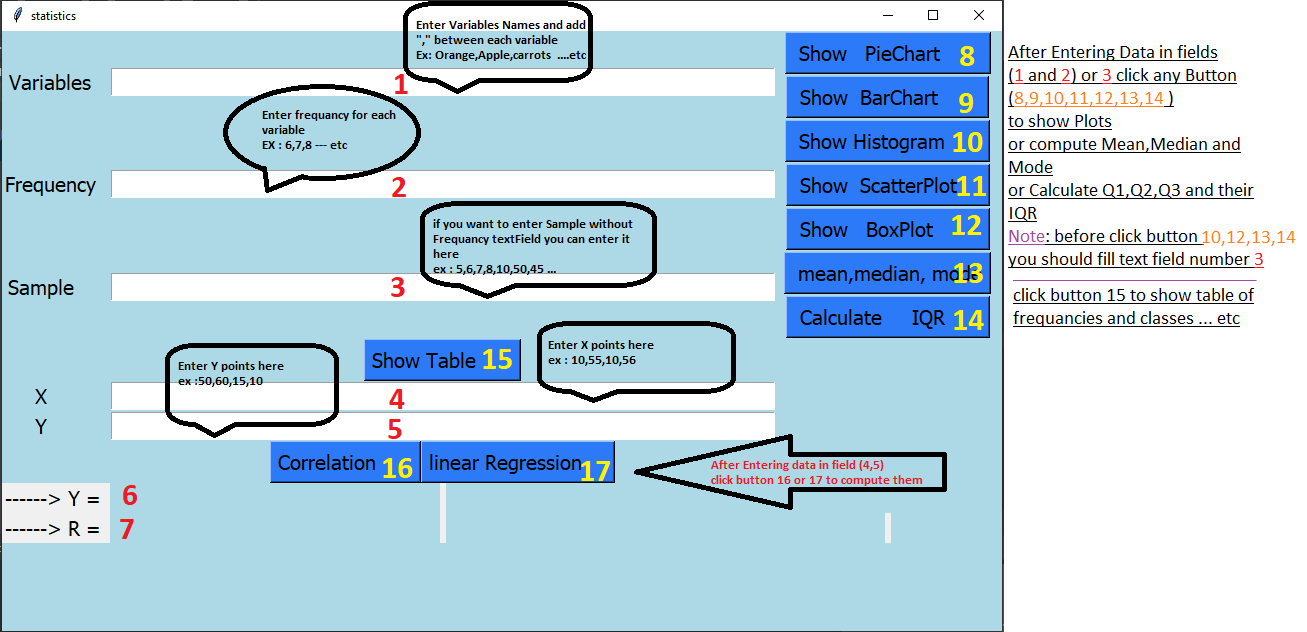 statistics
Enter Variables Names and add
"," between each variable
Ex: Orange,Apple,carrots ....etc
Variables
1
Enter frequancy for each
variable
EX : 6,7,8 --- etc
Frequency
2
if you want to enter Sample without
Frequancy textField you can enter it
here
ex : 5,6,7,8,10,50,45 ...
Sample
3
Show PieChart 8
Show BarChart 9
Show Histogram 10
Show ScatterPlot 11
Show BoxPlot 12
mean,median, mode 13
Calculate IQR 14
Show Table 15
Enter X points here
ex : 10,55,10,56
Enter Y points here
ex :50,60,15,10
X
4
Y
5
Correlation 16
linear Regression 17
After Entering data in field (4,5)
click button 16 or 17 to compute them
------> Y = 6
------> R = 7
After Entering Data in fields
(1 and 2) or 3 click any Button
(8,9,10,11,12,13,14 )
to show Plots
or compute Mean,Median and
Mode
or Calculate Q1,Q2,Q3 and their
IQR
Note: before click button 10,12,13,14
you should fill text field number 3
click button 15 to show table of
frequancies and classes ... etc